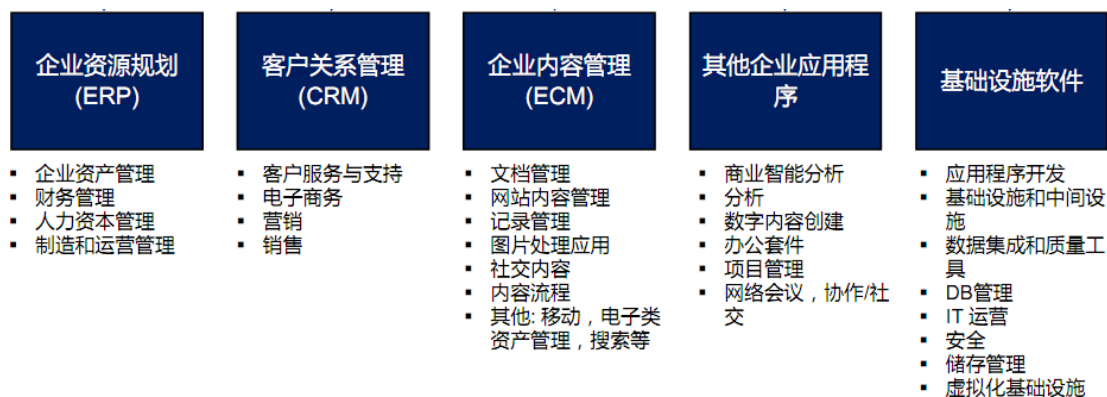 企业资源规划
(ERP)
▪ 企业资产管理
▪ 财务管理
▪ 人力资本管理
▪ 制造和运营管理
客户关系管理
(CRM)
▪ 客户服务与支持
▪ 电子商务
▪ 营销
▪ 销售
企业内容管理
(ECM)
▪ 文档管理
▪ 网站内容管理
▪ 记录管理
▪ 图片处理应用
▪ 社交内容
▪ 内容流程
▪ 其他: 移动，电子类
资产管理，搜索等
其他企业应用程
序
▪ 商业智能分析
▪ 分析
▪ 数字内容创建
▪ 办公套件
▪ 项目管理
▪ 网络会议，协作/社
交
基础设施软件
▪ 应用程序开发
▪ 基础设施和中间设
施
▪ 数据集成和质量工
具
▪ DB管理
▪ IT 运营
▪ 安全
▪ 储存管理
▪ 虚拟化基础设施